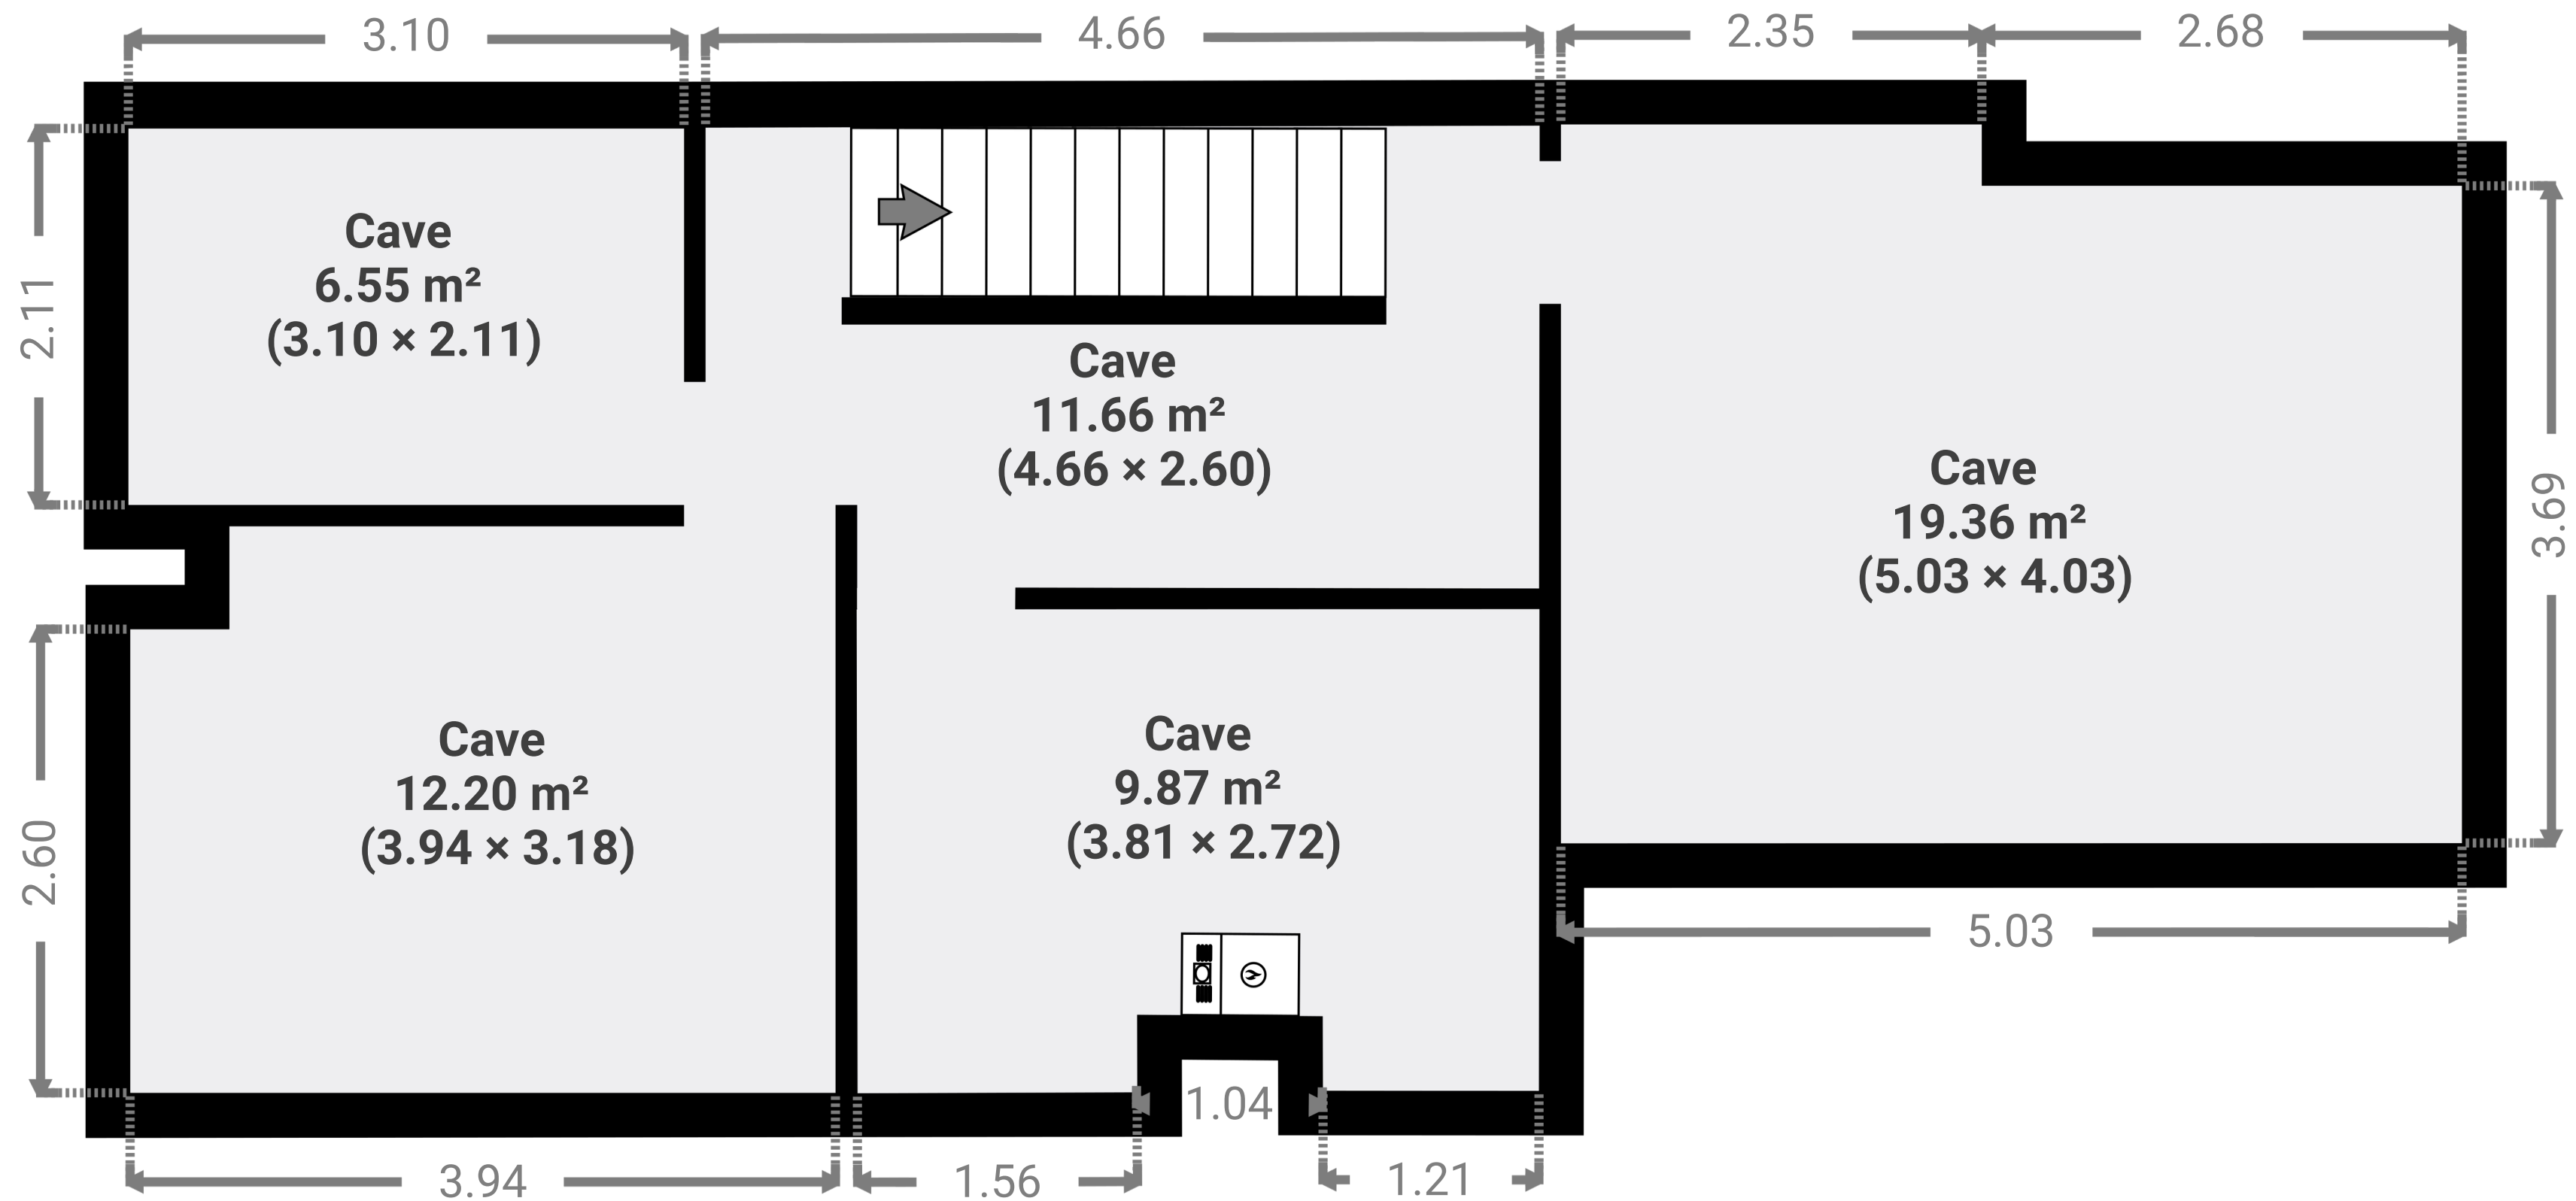 3.10
4.66
2.35
2.68
2.11
Cave
6.55 m²
(3.10 × 2.11)
Cave
11.66 m²
(4.66 × 2.60)
Cave
19.36 m²
(5.03 × 4.03)
3.69
2.60
Cave
12.20 m²
(3.94 × 3.18)
Cave
9.87 m²
(3.81 × 2.72)
5.03
1.04
3.94
1.56
1.21